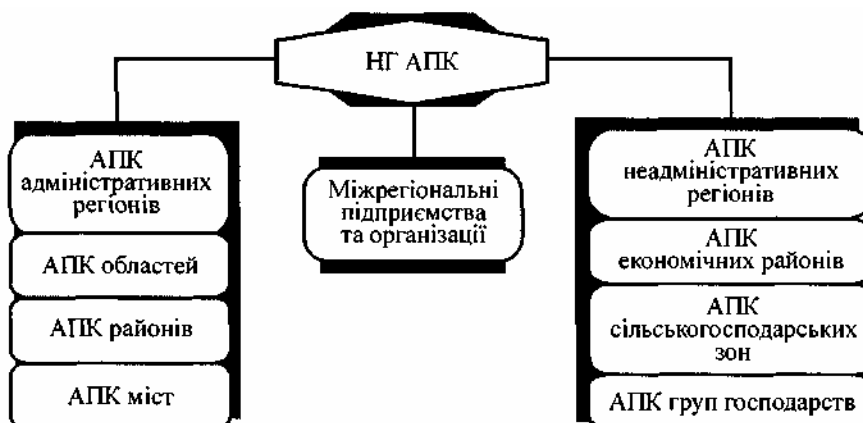 НГ АПК
АПК
адміністративних
регіонів
АПК областей
АПК районів
АПК міст
Міжрегіональні
підприємства
та організації
АПК
неадміністративних
регіонів
АПК
економічних районів
АПК
сільськогосподарських
зон
АПК груп господарств